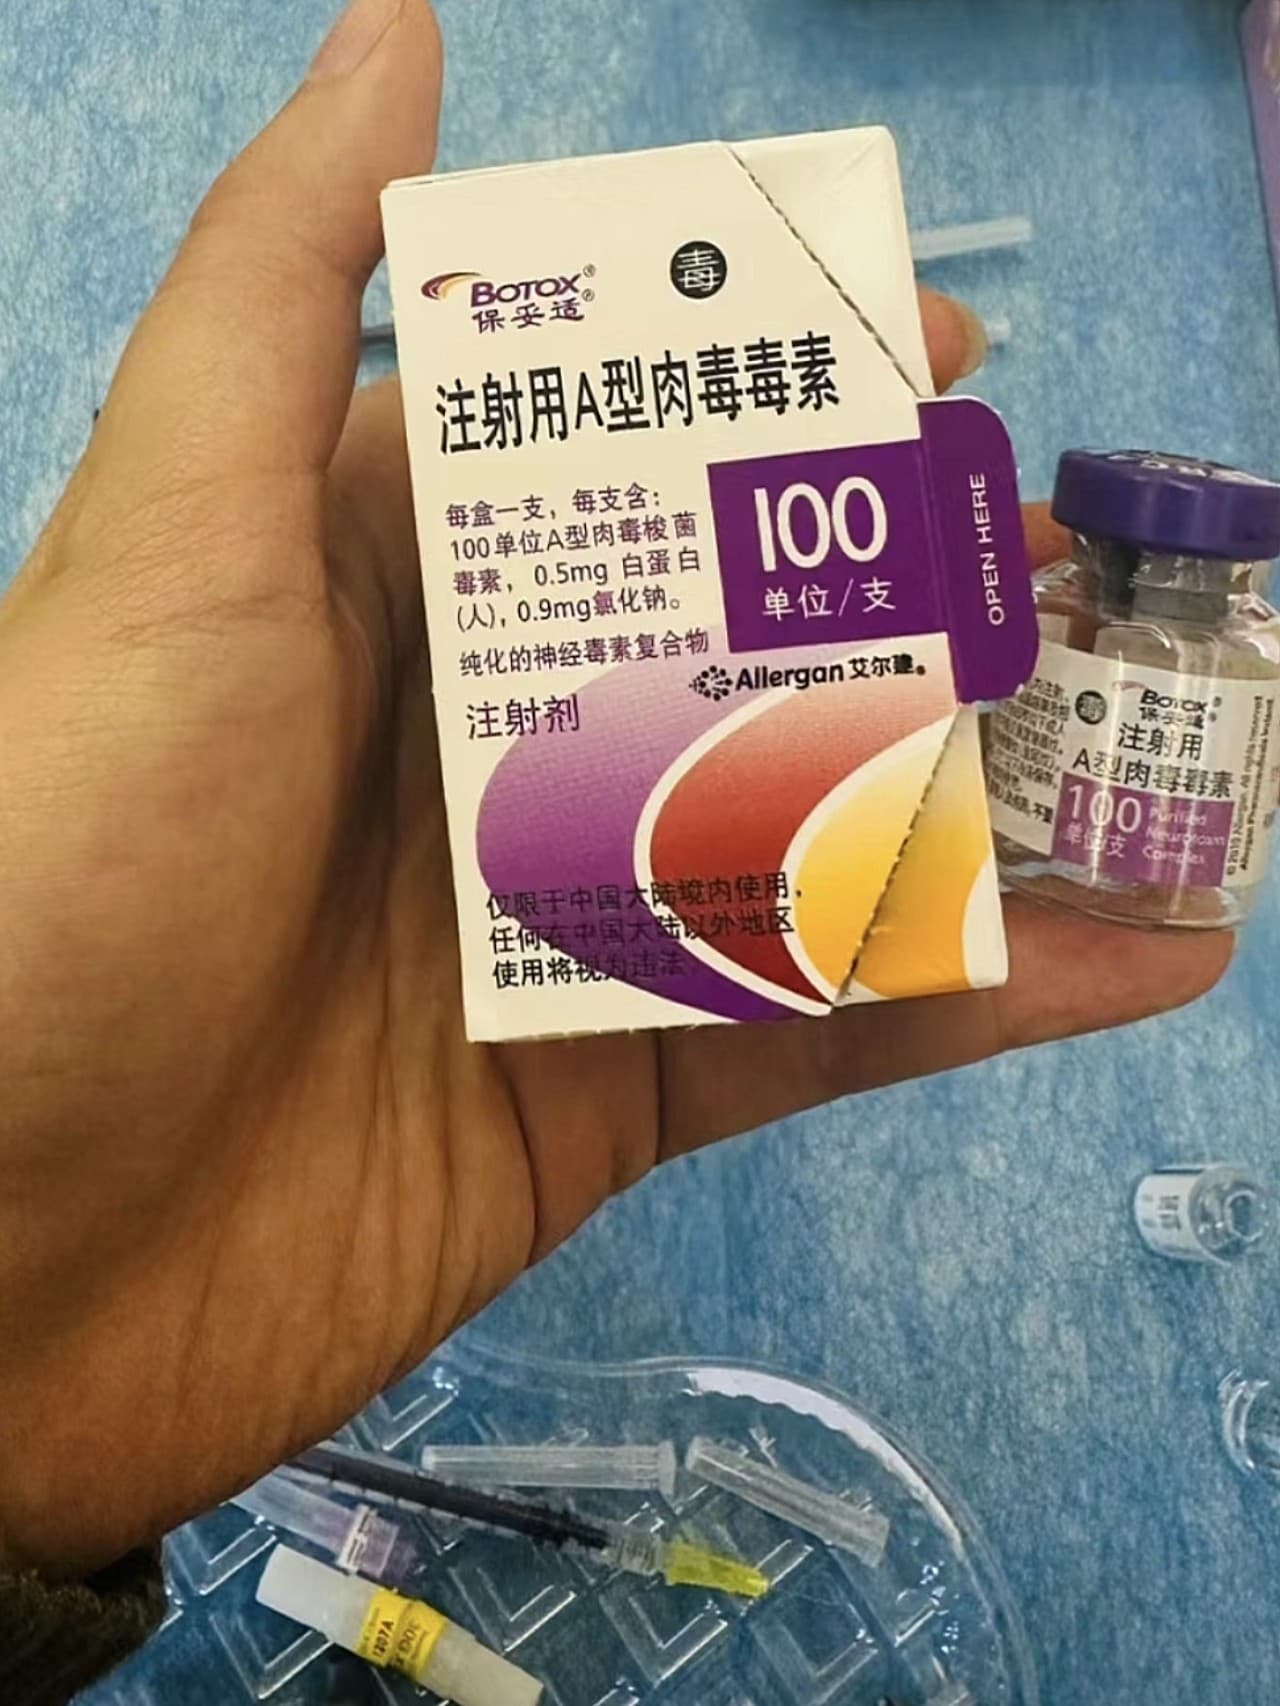 BOTOX®
保妥适®
毒
注射用A型肉毒毒素
每盒一支，每支含：
100单位A型肉毒梭菌
毒素，0.5mg 白蛋白
(人)，0.9mg氯化钠。
纯化的神经毒素复合物
注射剂
100
单位/支
OPEN HERE
Allergan 艾尔建
仅限于中国大陆境内使用，
任何在中国大陆以外地区
使用将视为违法
毒
BOTOX®
保妥适®
注射用
A型肉毒毒素
100
单位/支
Purified
Neurotoxin
Complex